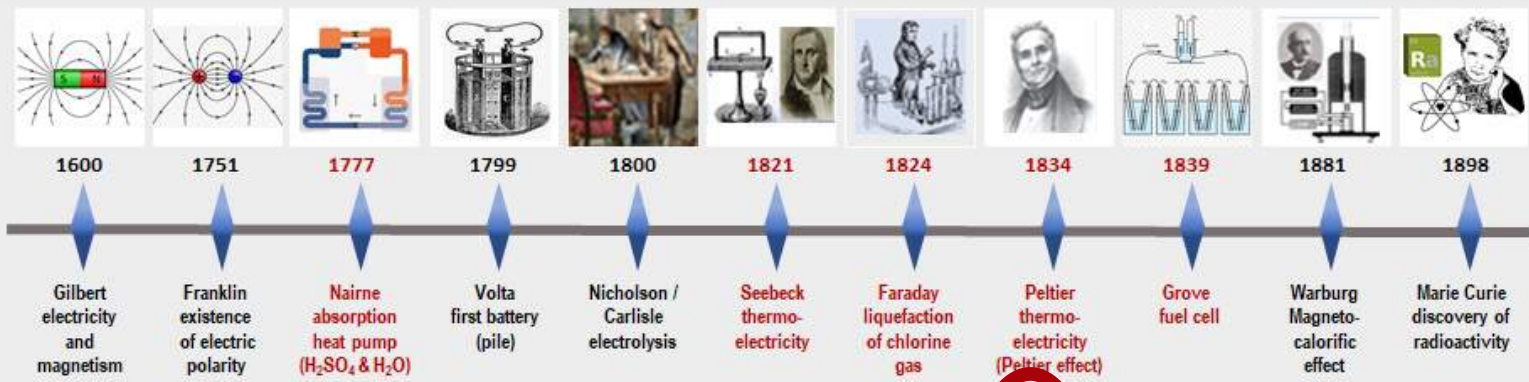 S N
Ra
1600 1751 1777 1799 1800 1821 1824 1834 1839 1881 1898
Gilbert
electricity
and
magnetism
Franklin
existence
of electric
polarity
Nairne
absorption
heat pump
(H₂SO₄ & H₂O)
Volta
first battery
(pile)
Nicholson /
Carlisle
electrolysis
Seebeck
thermo-
electricity
Faraday
liquefaction
of chlorine
gas
Peltier
thermo-
electricity
(Peltier effect)
Grove
fuel cell
Warburg
Magneto-
calorific
effect
Marie Curie
discovery of
radioactivity